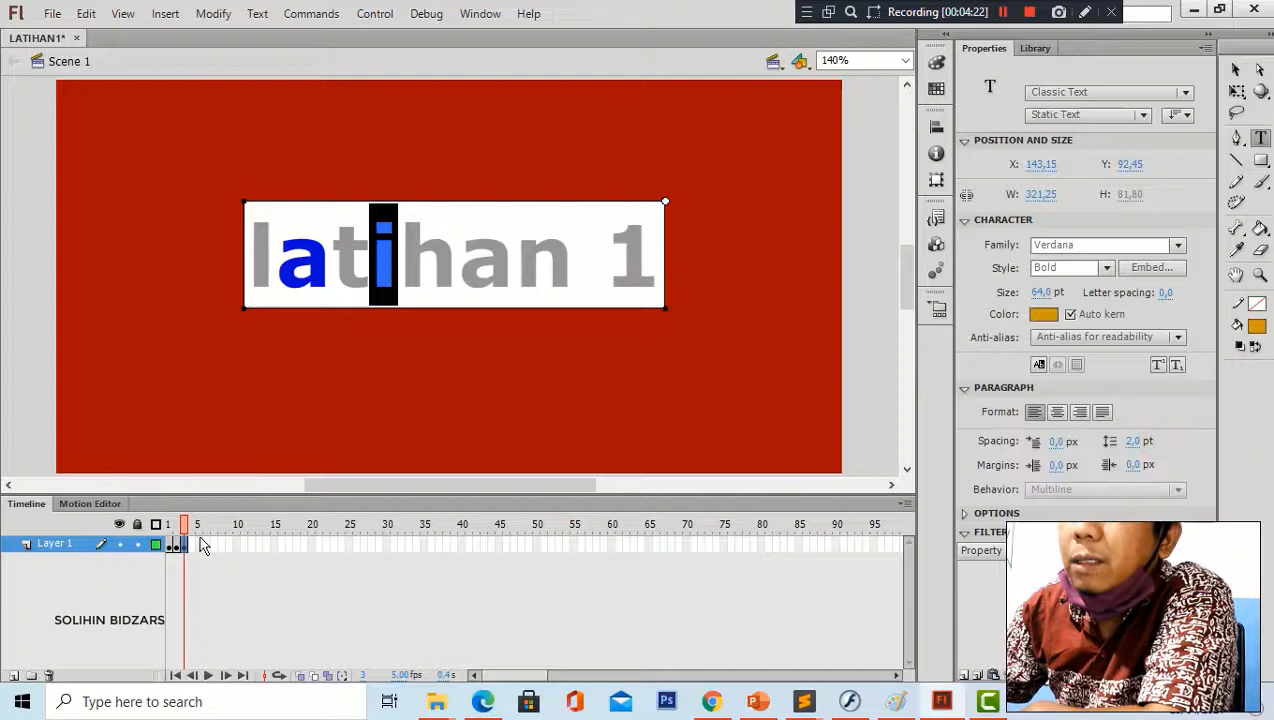 Fl File Edit View Insert Modify Text Commands Control Debug Window Help
Recording [00:04:22]
LATIHAN1*
Scene 1
140%
latihan 1
Properties Library
T
Classic Text
Static Text
POSITION AND SIZE
X: 143,15 Y: 92,45
W: 321,25 H: 81,80
CHARACTER
Family: Verdana
Style: Bold Embed...
Size: 64,0 pt Letter spacing: 0,0
Color: Auto kern
Anti-alias: Anti-alias for readability
PARAGRAPH
Format:
Spacing: 0,0 px 2,0 pt
Margins: 0,0 px 0,0 px
Behavior: Multiline
OPTIONS
FILTER
Property
Timeline Motion Editor
1 5 10 15 20 25 30 35 40 45 50 55 60 65 70 75 80 85 90 95
Layer 1
SOLIHIN BIDZARS
3 5.00 fps 0.4 s
Type here to search